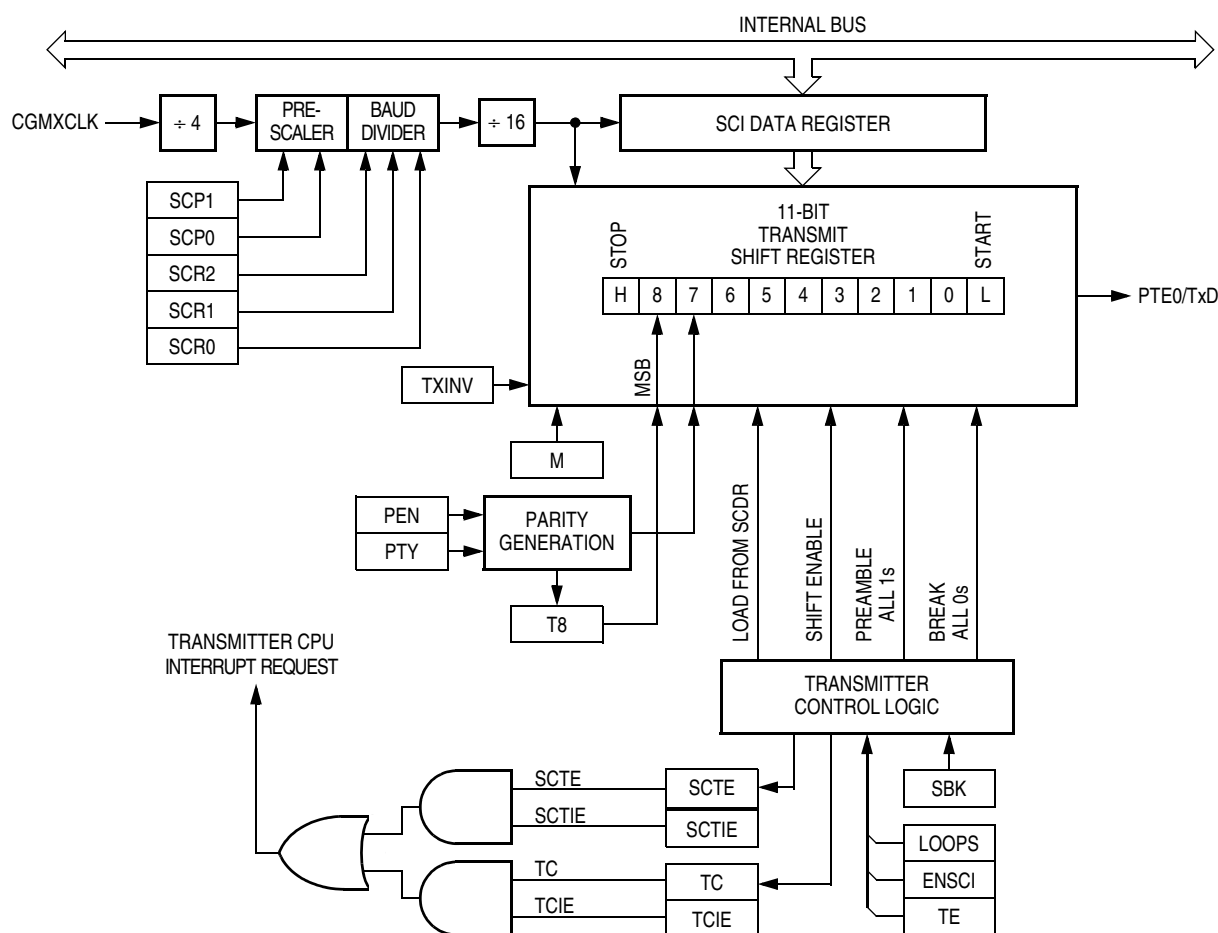 INTERNAL BUS
CGMXCLK
÷ 4
PRE-
SCALER
BAUD
DIVIDER
÷ 16
SCI DATA REGISTER
SCP1
SCP0
SCR2
SCR1
SCR0
11-BIT
TRANSMIT
SHIFT REGISTER
STOP
START
H 8 7 6 5 4 3 2 1 0 L
PTE0/TxD
TXINV
MSB
M
PEN
PTY
PARITY
GENERATION
T8
LOAD FROM SCDR
SHIFT ENABLE
PREAMBLE
ALL 1s
BREAK
ALL 0s
TRANSMITTER CPU
INTERRUPT REQUEST
TRANSMITTER
CONTROL LOGIC
SCTE
SCTE
SCTIE
SCTIE
TC
TC
TCIE
TCIE
SBK
LOOPS
ENSCI
TE